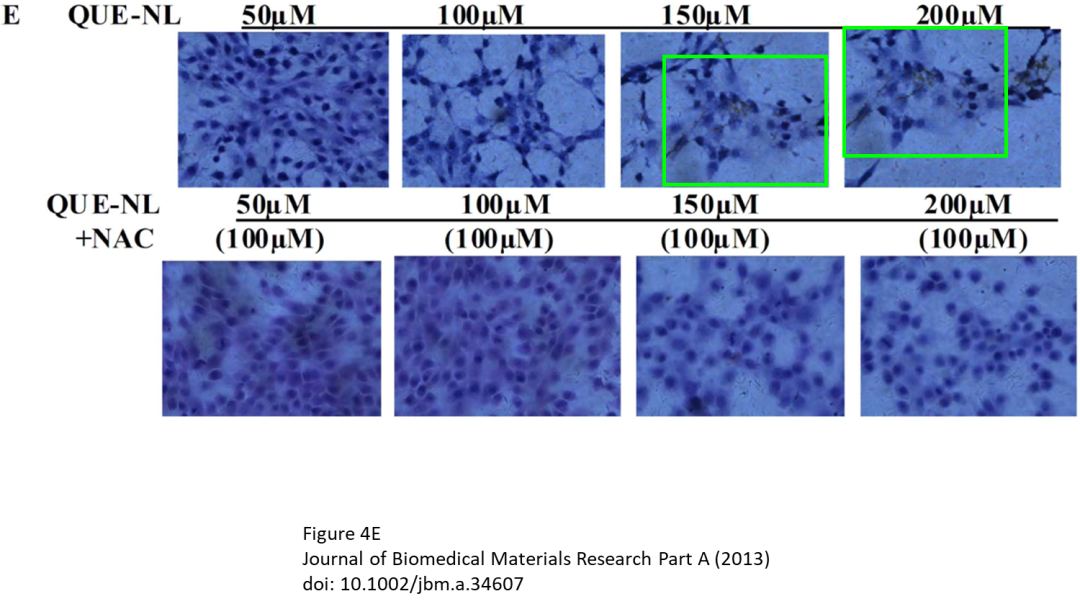 E QUE-NL 50μM 100μM 150μM 200μM
QUE-NL 50μM 100μM 150μM 200μM
+NAC (100μM) (100μM) (100μM) (100μM)
Figure 4E
Journal of Biomedical Materials Research Part A (2013)
doi: 10.1002/jbm.a.34607